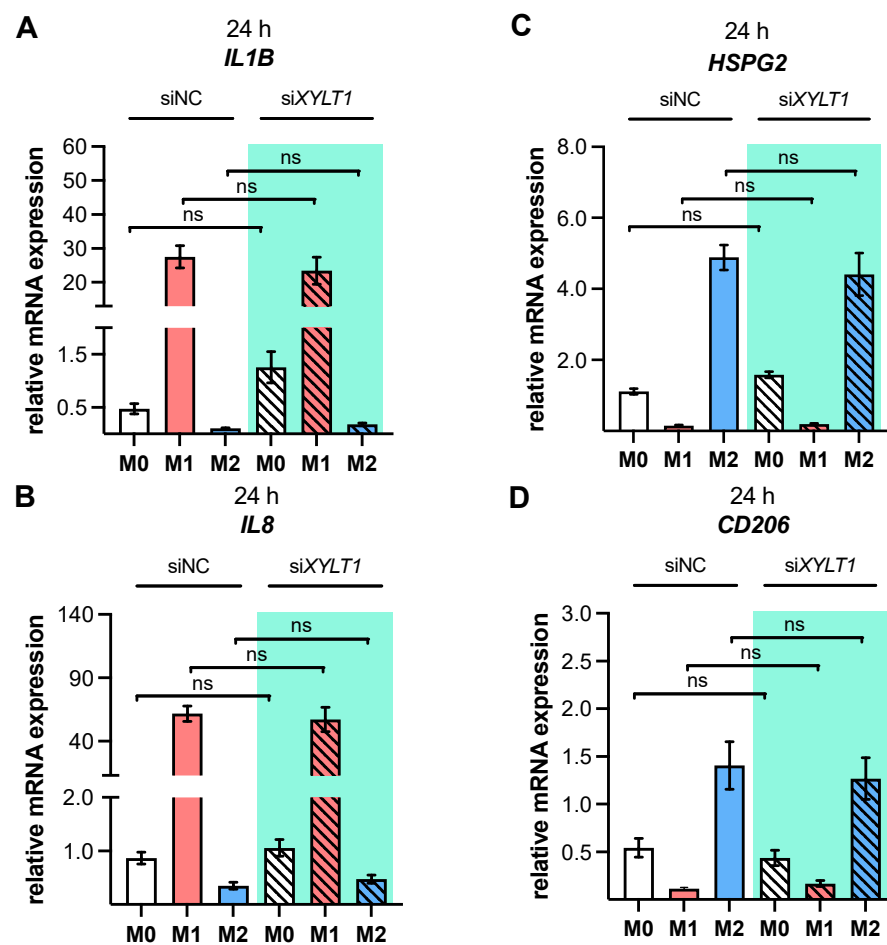 A
24 h
IL1B
siNC siXYLT1
relative mRNA expression
60
50
40
30
20
1.5
0.5
ns
ns
ns
M0 M1 M2 M0 M1 M2
B
24 h
IL8
siNC siXYLT1
relative mRNA expression
140
90
40
2.0
1.0
ns
ns
ns
M0 M1 M2 M0 M1 M2
C
24 h
HSPG2
siNC siXYLT1
relative mRNA expression
8.0
6.0
4.0
2.0
ns
ns
ns
M0 M1 M2 M0 M1 M2
D
24 h
CD206
siNC siXYLT1
relative mRNA expression
3.0
2.5
2.0
1.5
1.0
0.5
ns
ns
ns
M0 M1 M2 M0 M1 M2